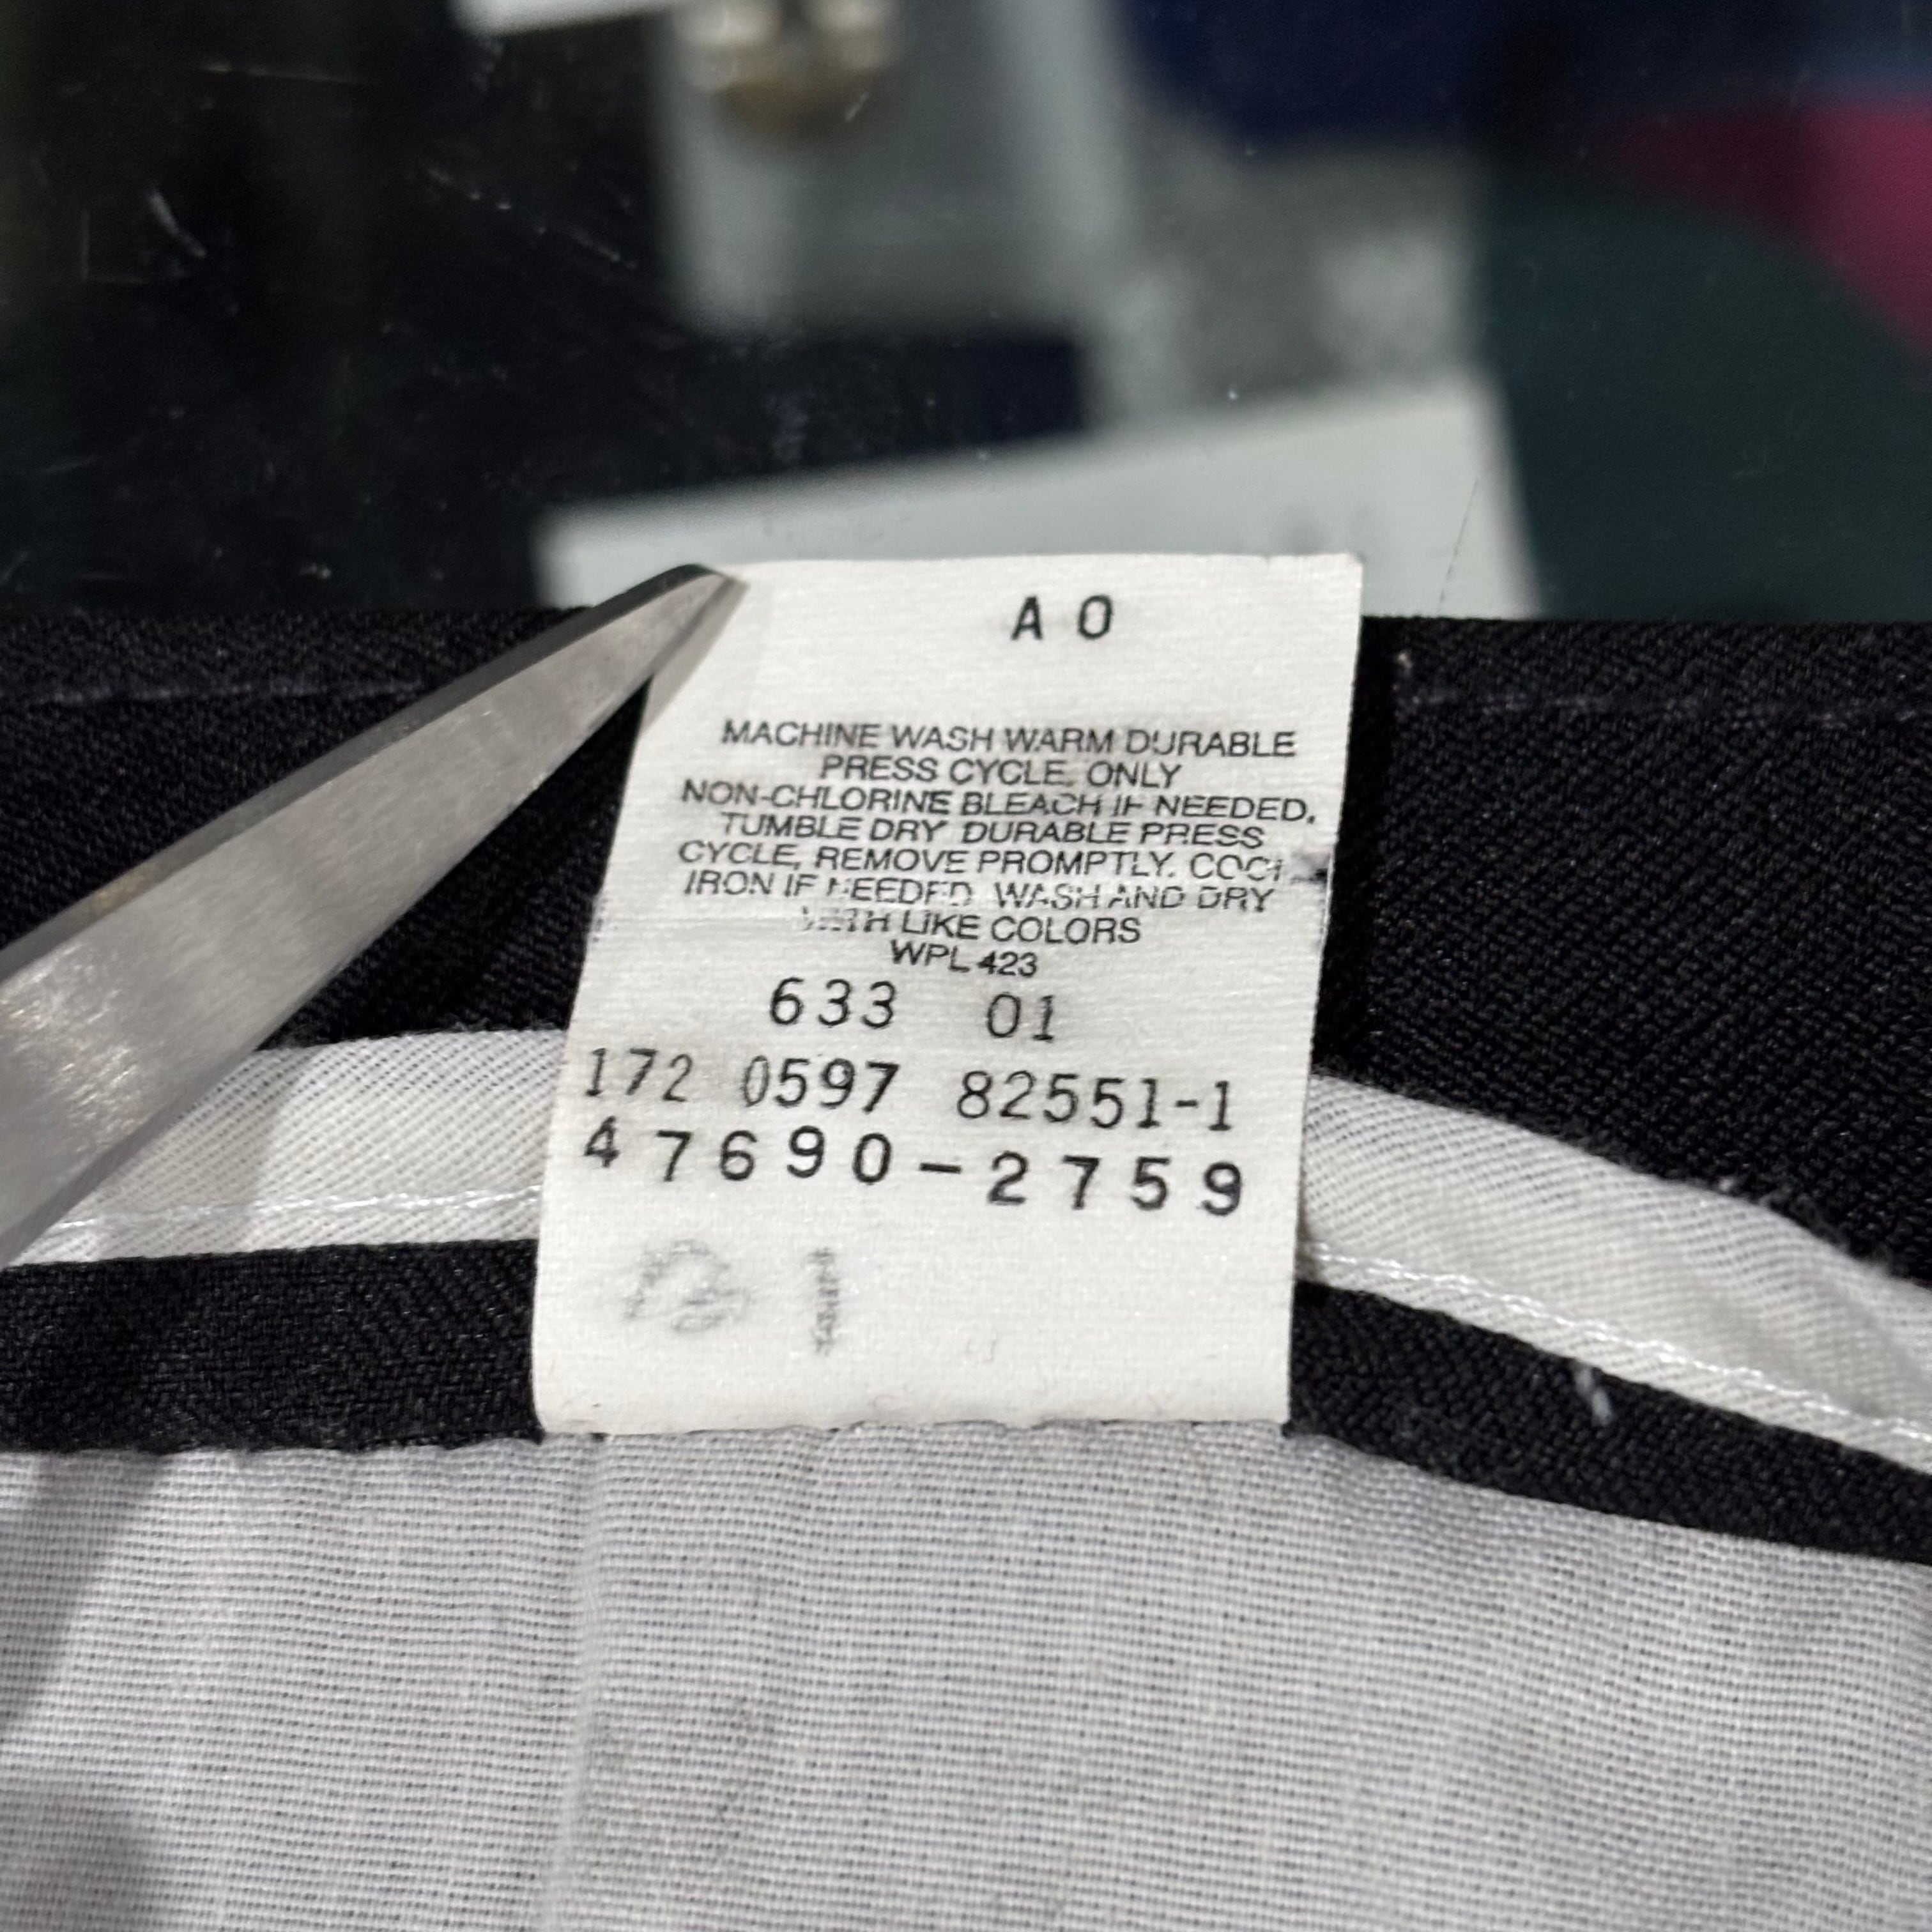 A 0
MACHINE WASH WARM DURABLE
PRESS CYCLE, ONLY
NON-CHLORINE BLEACH IF NEEDED,
TUMBLE DRY DURABLE PRESS
CYCLE, REMOVE PROMPTLY. COOL
IRON IF NEEDED. WASH AND DRY
WITH LIKE COLORS
WPL 423
633 01
172 0597 82551-1
47690-2759